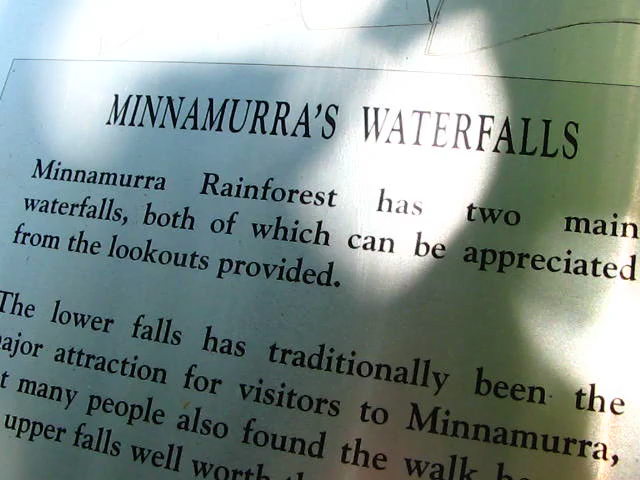 MINNAMURRA'S WATERFALLS
Minnamurra Rainforest has two main
waterfalls, both of which can be appreciated
from the lookouts provided.
The lower falls has traditionally been the
ajor attraction for visitors to Minnamurra,
t many people also found the walk
upper falls well worth